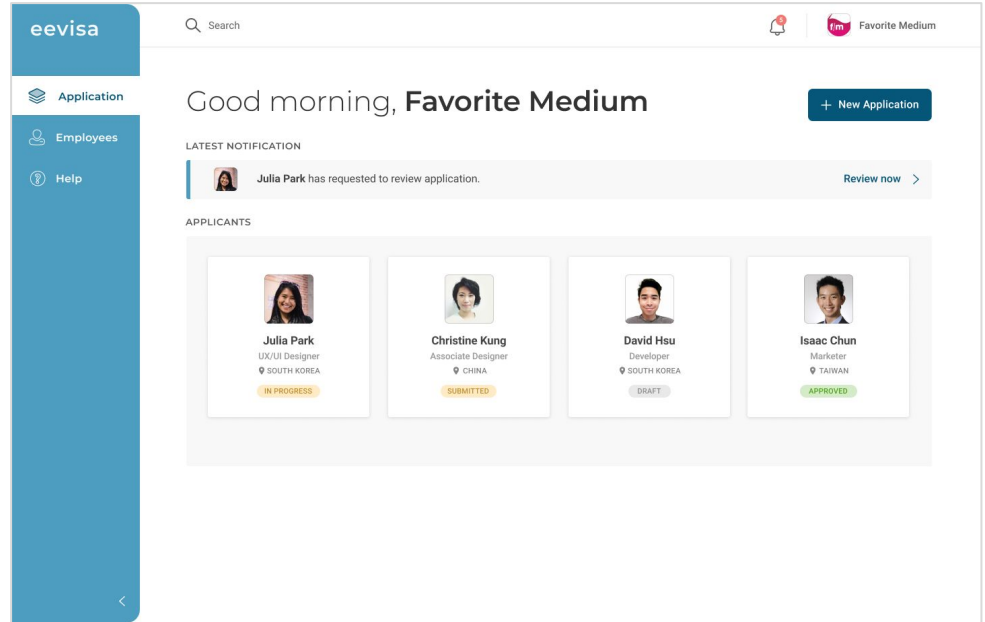 eevisa
Search
5
f/m
Favorite Medium
Application
Employees
Help
Good morning, Favorite Medium
+ New Application
LATEST NOTIFICATION
Julia Park has requested to review application.
Review now
APPLICANTS
Julia Park
UX/UI Designer
SOUTH KOREA
IN PROGRESS
Christine Kung
Associate Designer
CHINA
SUBMITTED
David Hsu
Developer
SOUTH KOREA
DRAFT
Isaac Chun
Marketer
TAIWAN
APPROVED